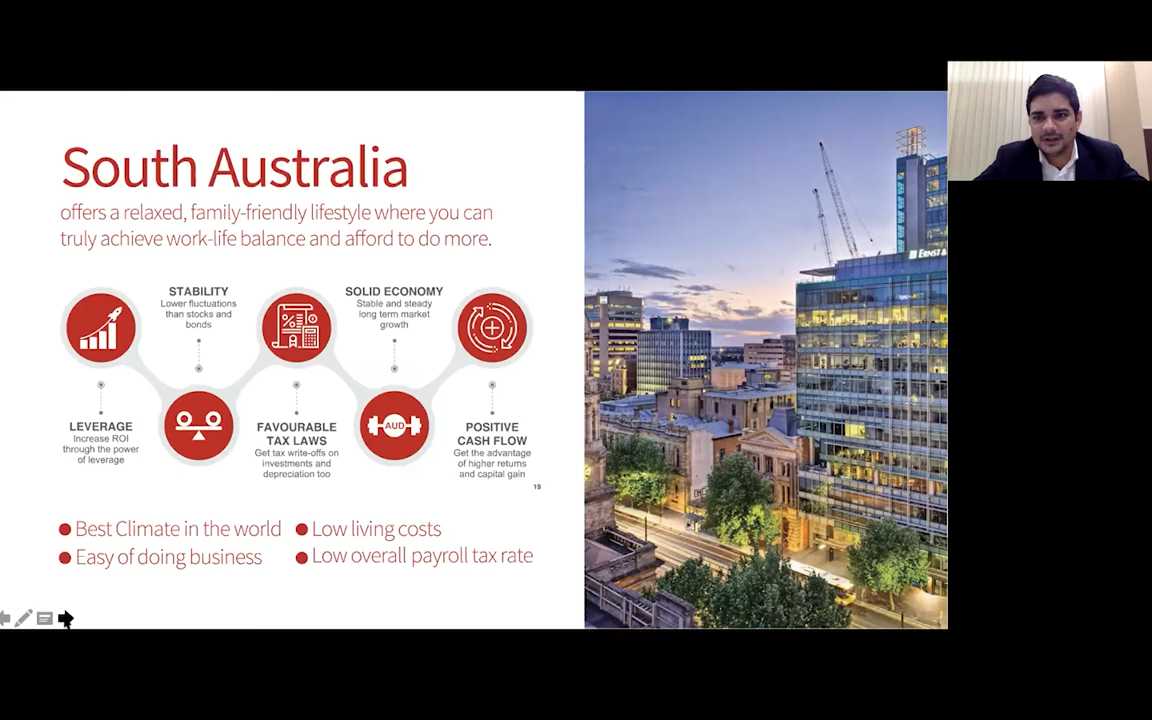 South Australia
offers a relaxed, family-friendly lifestyle where you can
truly achieve work-life balance and afford to do more.
STABILITY
Lower fluctuations
than stocks and
bonds
SOLID ECONOMY
Stable and steady
long term market
growth
AUD
LEVERAGE
Increase ROI
through the power
of leverage
FAVOURABLE
TAX LAWS
Get tax write-offs on
investments and
depreciation too
POSITIVE
CASH FLOW
Get the advantage
of higher returns
and capital gain
19
Best Climate in the world
Low living costs
Easy of doing business
Low overall payroll tax rate
ERNST &